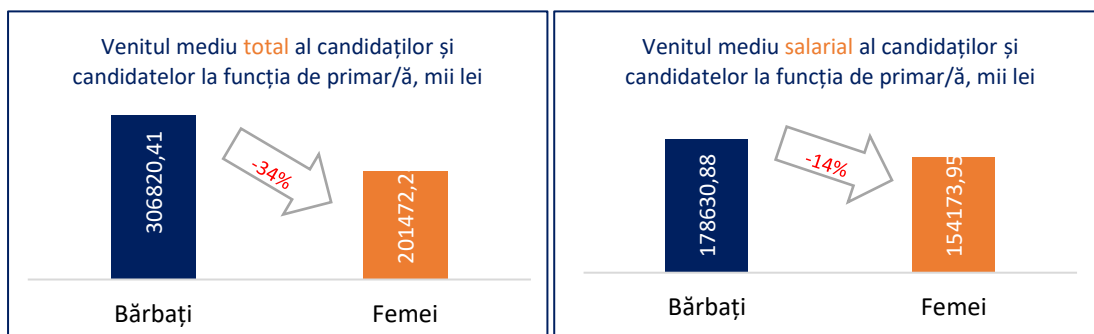 Venitul mediu total al candidaților și
candidatelor la funcția de primar/ă, mii lei
306820,41
-34%
201472,2
Bărbați
Femei
Venitul mediu salarial al candidaților și
candidatelor la funcția de primar/ă, mii lei
178630,88
-14%
154173,95
Bărbați
Femei